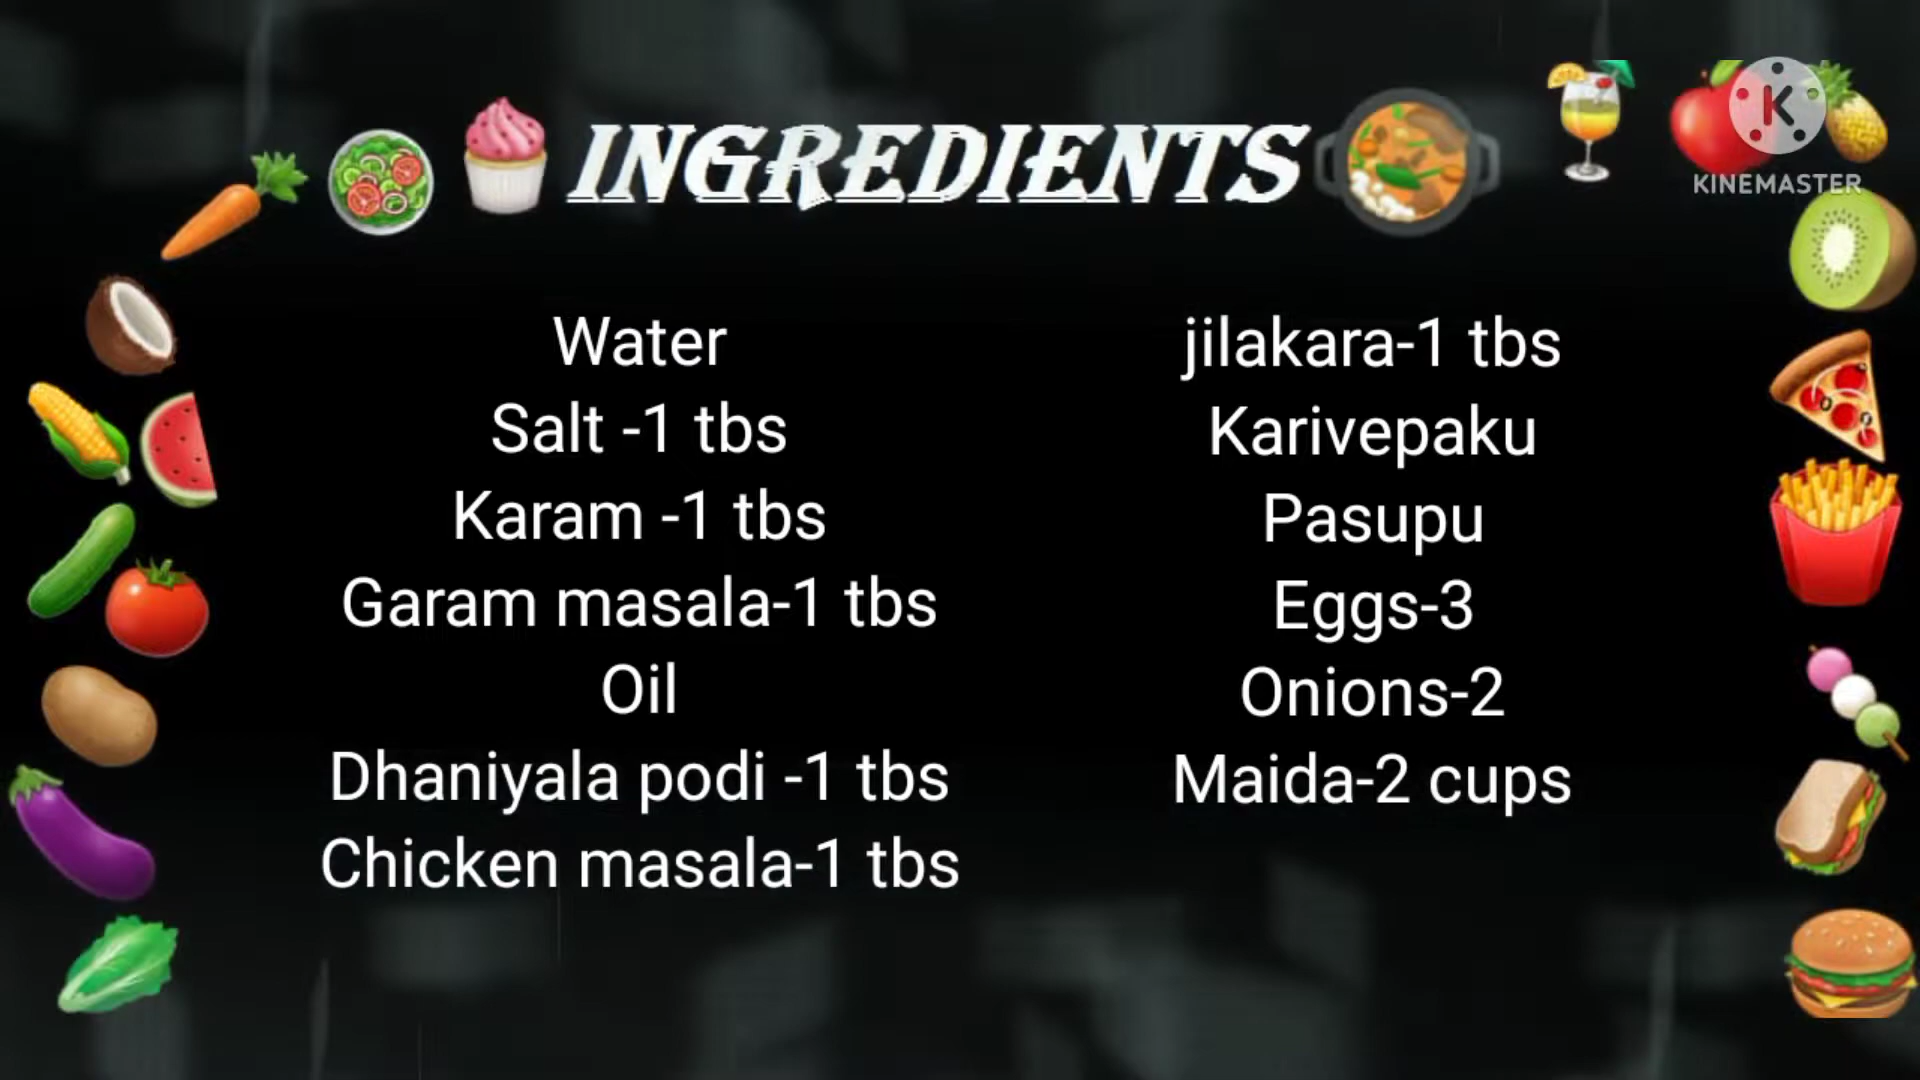 INGREDIENTS
KINEMASTER
Water
Salt -1 tbs
Karam -1 tbs
Garam masala-1 tbs
Oil
Dhaniyala podi -1 tbs
Chicken masala-1 tbs
jilakara-1 tbs
Karivepaku
Pasupu
Eggs-3
Onions-2
Maida-2 cups